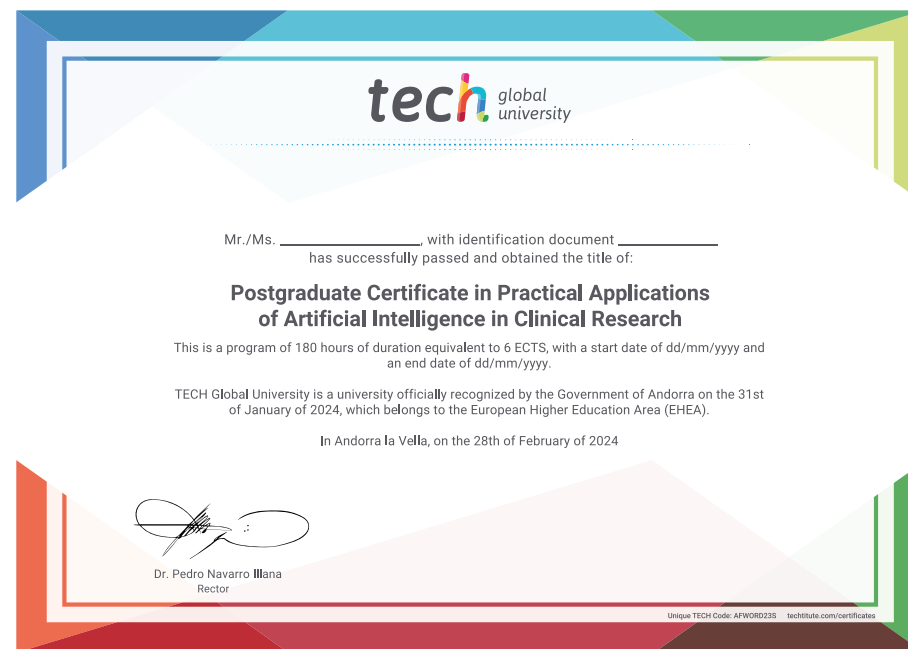 tech global university
Mr./Ms. ____________________, with identification document ______________
has successfully passed and obtained the title of:
Postgraduate Certificate in Practical Applications
of Artificial Intelligence in Clinical Research
This is a program of 180 hours of duration equivalent to 6 ECTS, with a start date of dd/mm/yyyy and
an end date of dd/mm/yyyy.
TECH Global University is a university officially recognized by the Government of Andorra on the 31st
of January of 2024, which belongs to the European Higher Education Area (EHEA).
In Andorra la Vella, on the 28th of February of 2024
Dr. Pedro Navarro Illana
Rector
Unique TECH Code: AFWORD23S techtitute.com/certificates